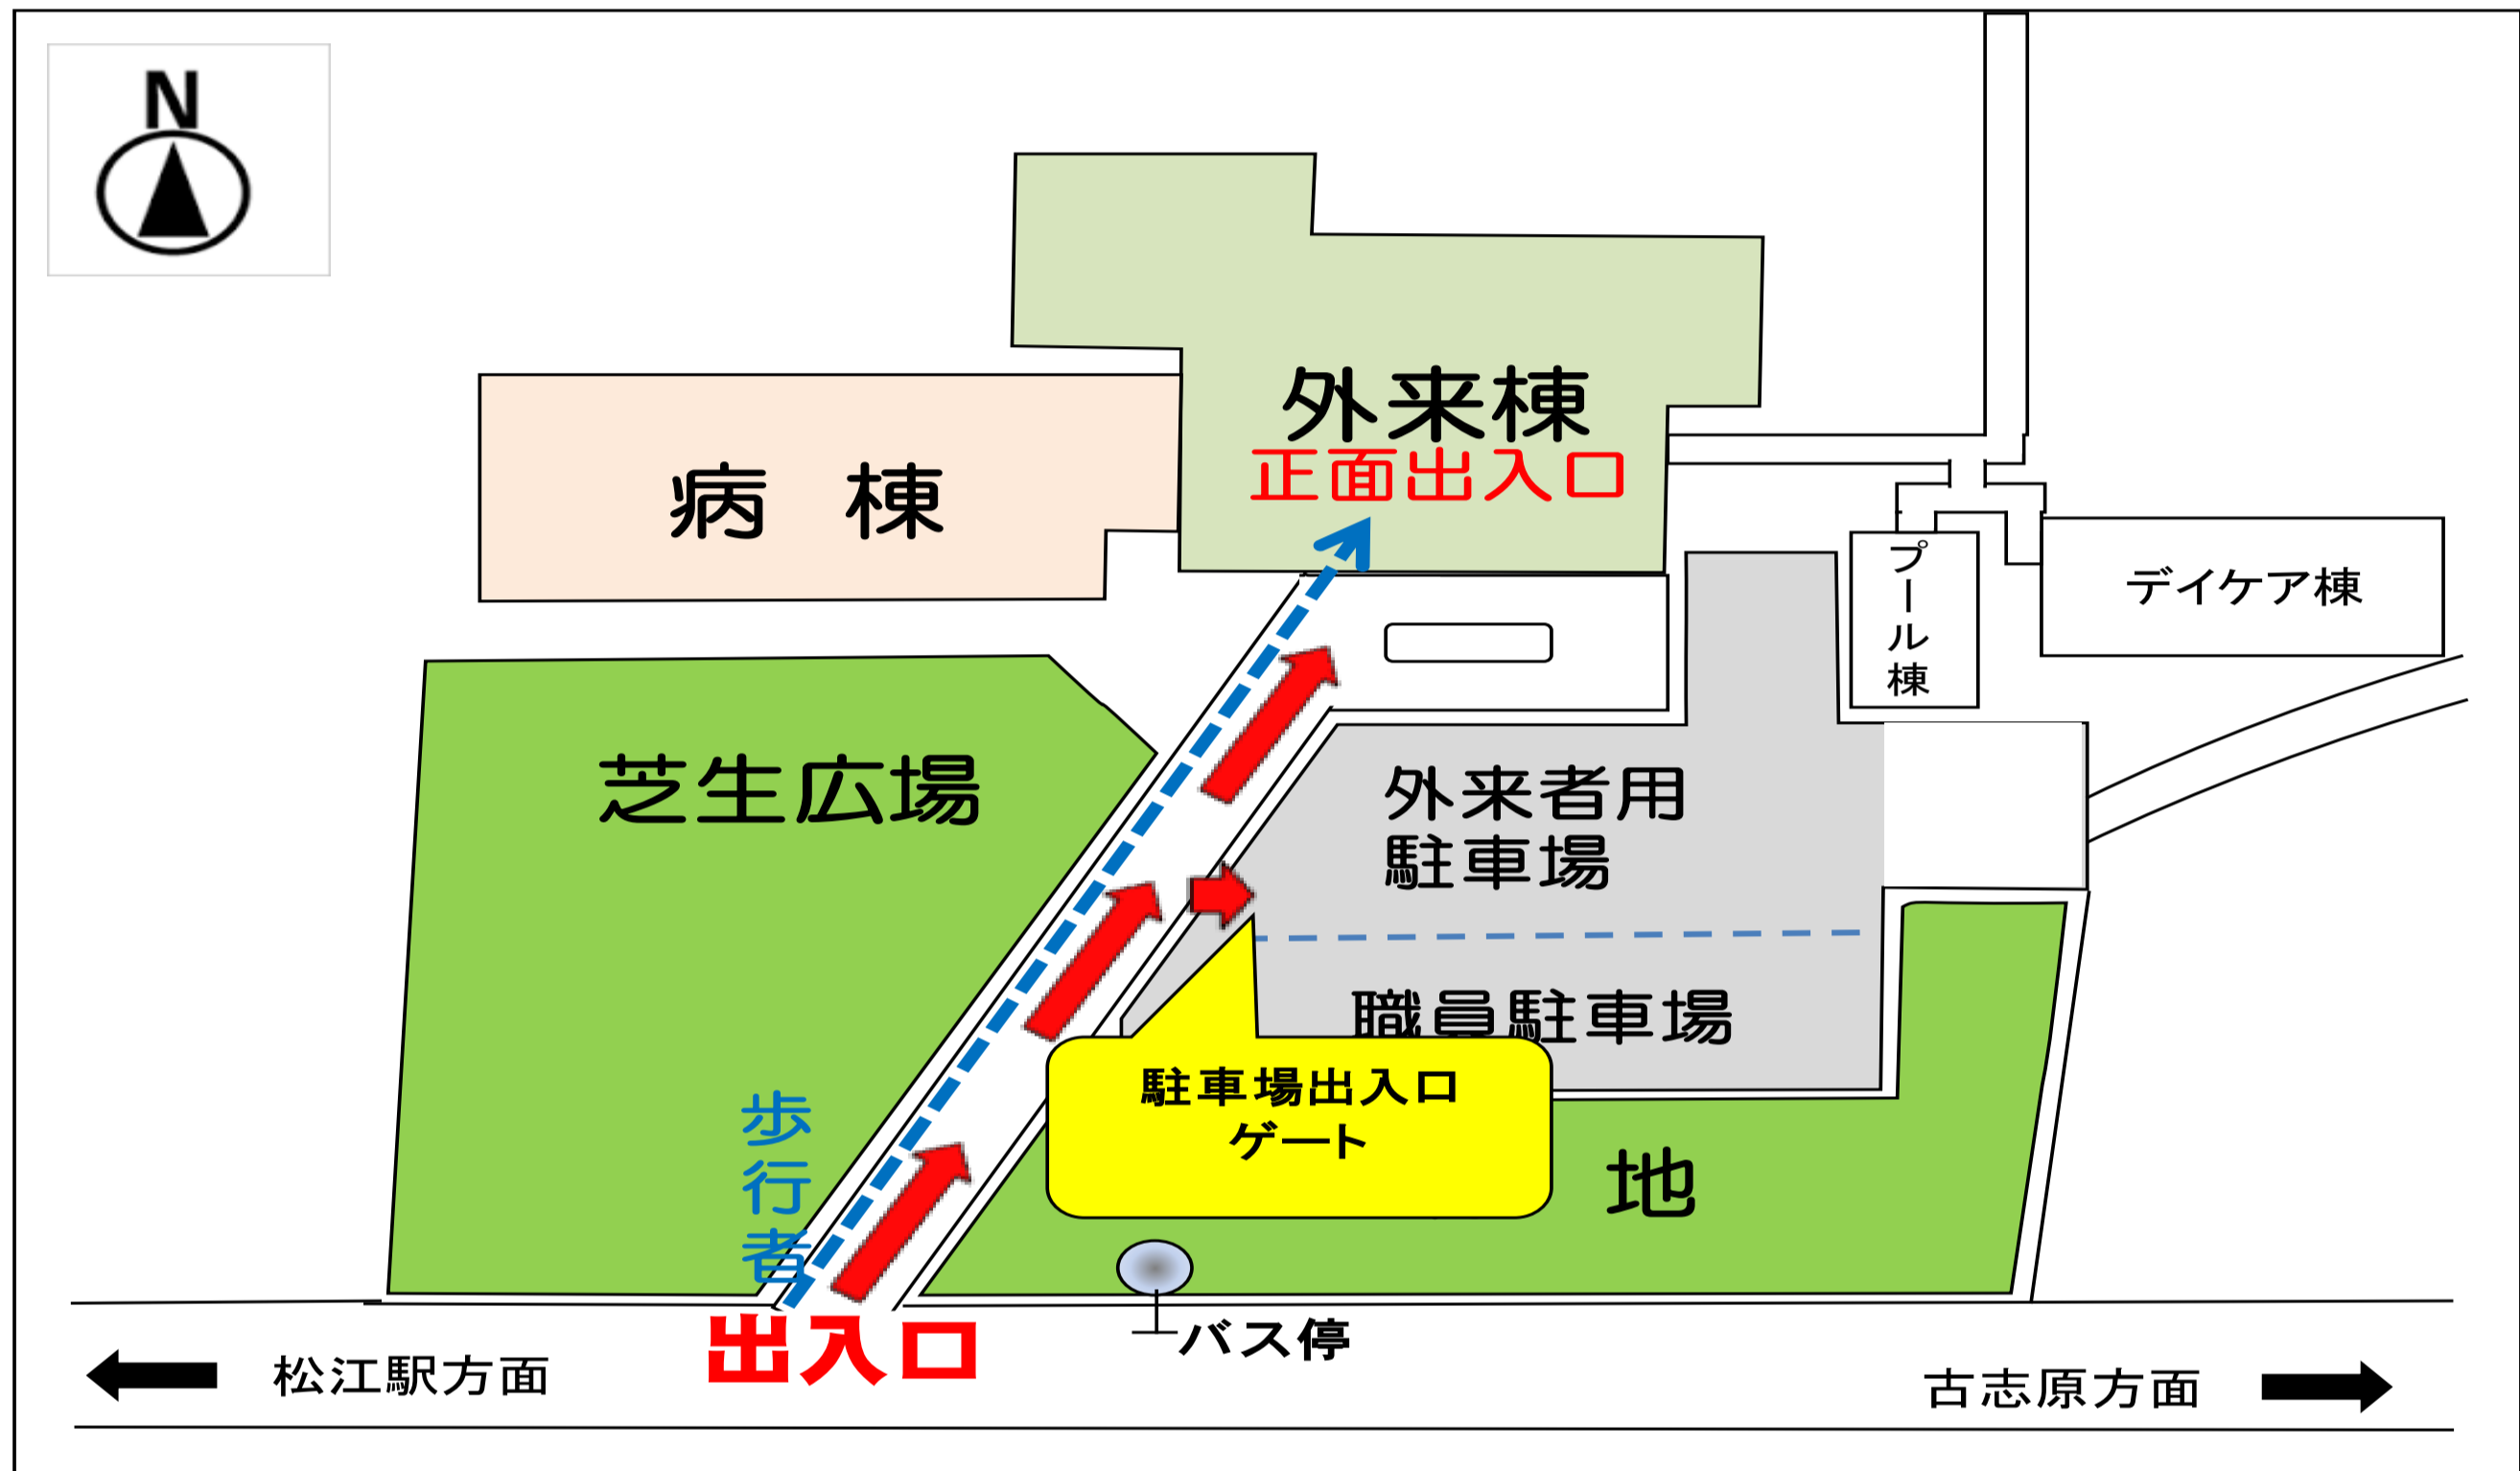 N
外来棟
正面出入口
病　棟
プール棟
デイケア棟
芝生広場
外来者用
駐車場
職員駐車場
駐車場出入口
ゲート
歩行者
地
出入口
バス停
松江駅方面
古志原方面